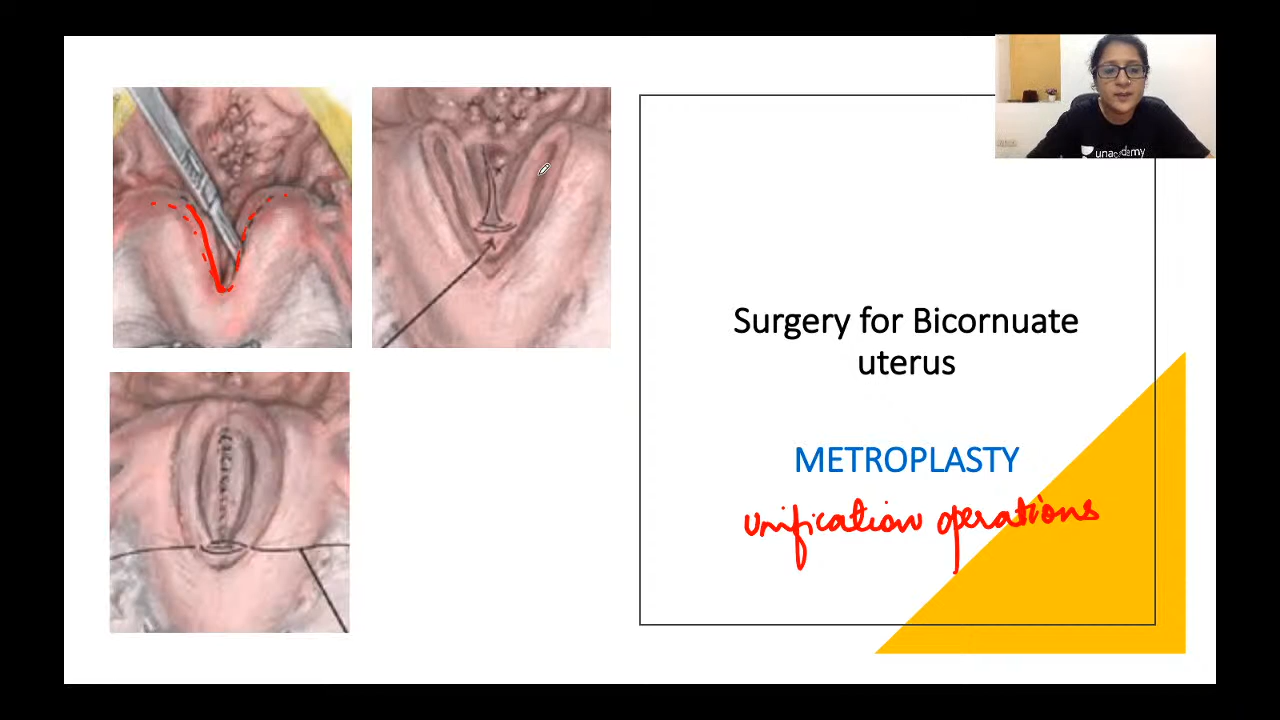 unacademy
Surgery for Bicornuate
uterus
METROPLASTY
Unification operations